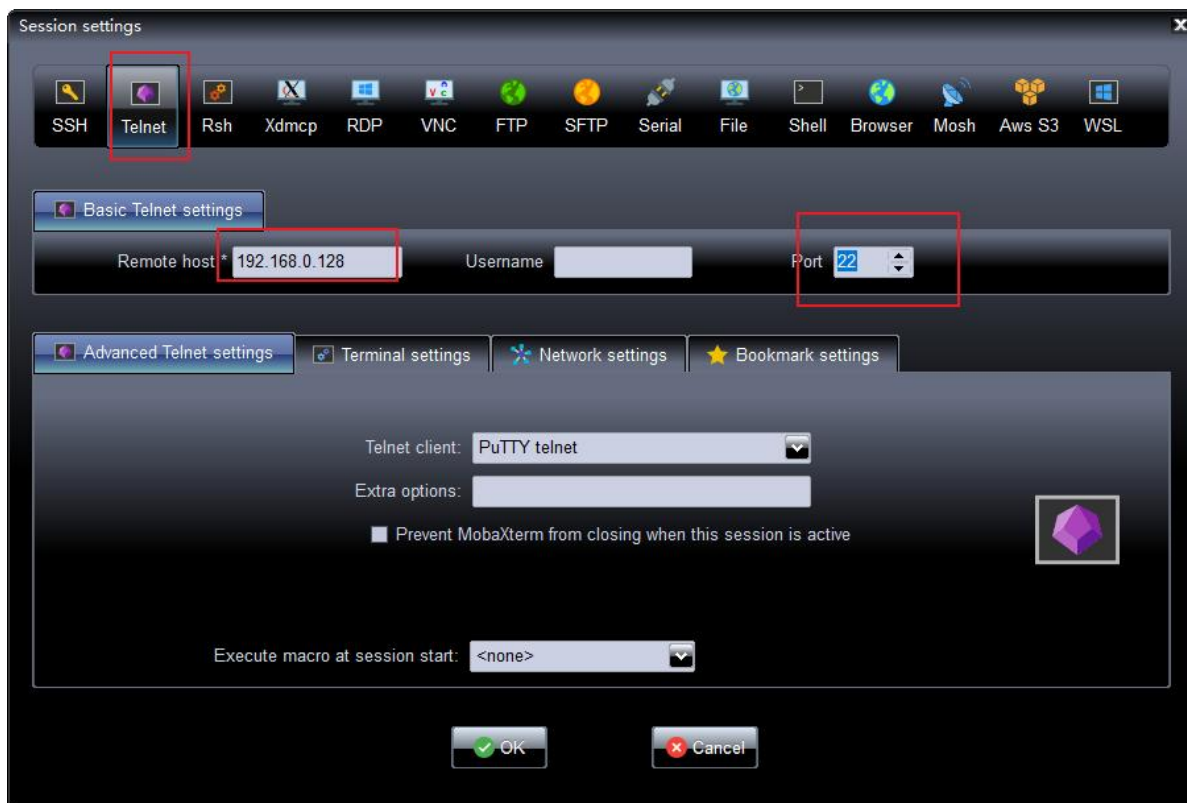 Session settings
SSH Telnet Rsh Xdmcp RDP VNC FTP SFTP Serial File Shell Browser Mosh Aws S3 WSL
Basic Telnet settings
Remote host * 192.168.0.128 Username Port 22
Advanced Telnet settings Terminal settings Network settings Bookmark settings
Telnet client: PuTTY telnet
Extra options:
Prevent MobaXterm from closing when this session is active
Execute macro at session start: <none>
OK Cancel